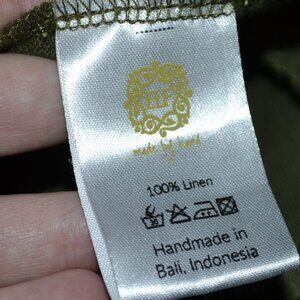 made by hand
100% Linen
Handmade in
Bali, Indonesia